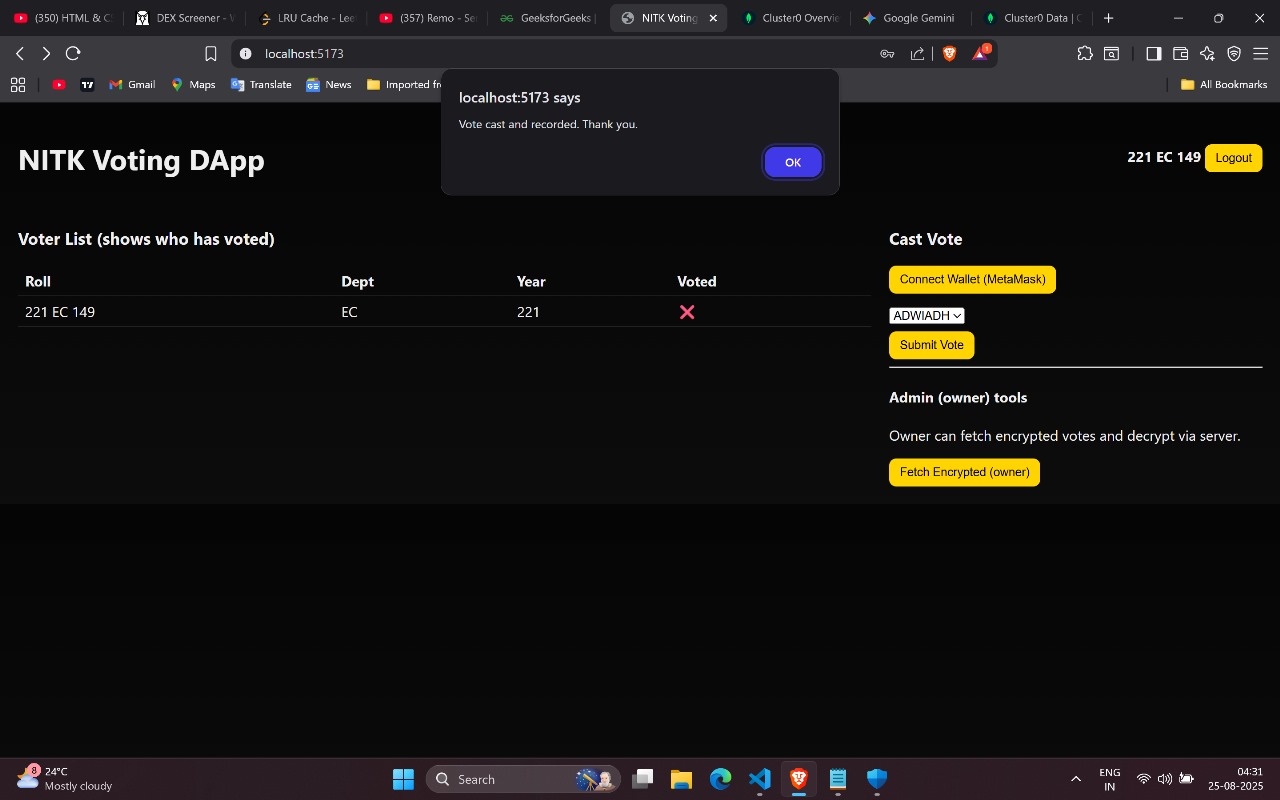 (350) HTML & C
DEX Screener - W
LRU Cache - Lee
(357) Remo - Se
GeeksforGeeks
NITK Voting
Cluster0 Overvie
Google Gemini
Cluster0 Data | C
localhost:5173
1
Gmail
Maps
Translate
News
Imported fr
All Bookmarks
localhost:5173 says
Vote cast and recorded. Thank you.
OK
NITK Voting DApp
221 EC 149 Logout
Voter List (shows who has voted)
Roll Dept Year Voted
221 EC 149 EC 221
Cast Vote
Connect Wallet (MetaMask)
ADWIADH
Submit Vote
Admin (owner) tools
Owner can fetch encrypted votes and decrypt via server.
Fetch Encrypted (owner)
8
24°C
Mostly cloudy
Search
ENG
IN
04:31
25-08-2025